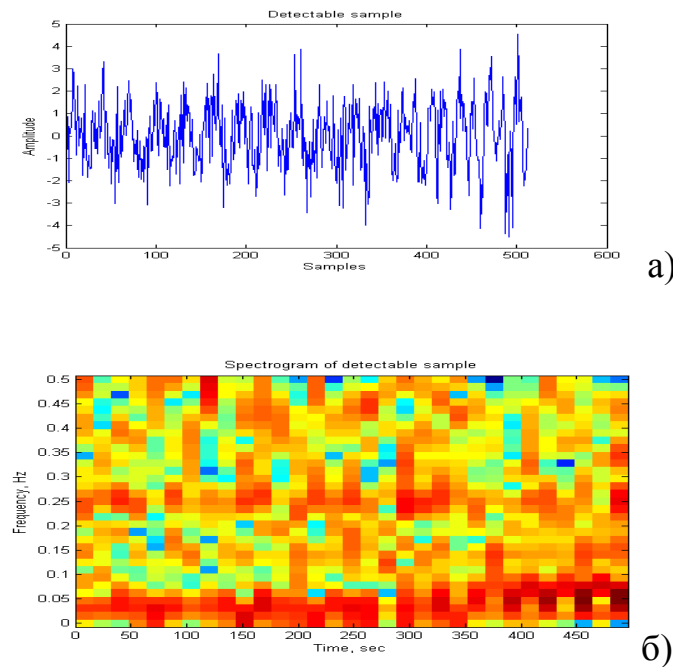 Detectable sample
5
4
3
2
1
0
-1
-2
-3
-4
-5
Amplitude
0 100 200 300 400 500 600
Samples
а)
Spectrogram of detectable sample
0.5
0.45
0.4
0.35
0.3
0.25
0.2
0.15
0.1
0.05
0
Frequency, Hz
0 50 100 150 200 250 300 350 400 450
Time, sec
б)